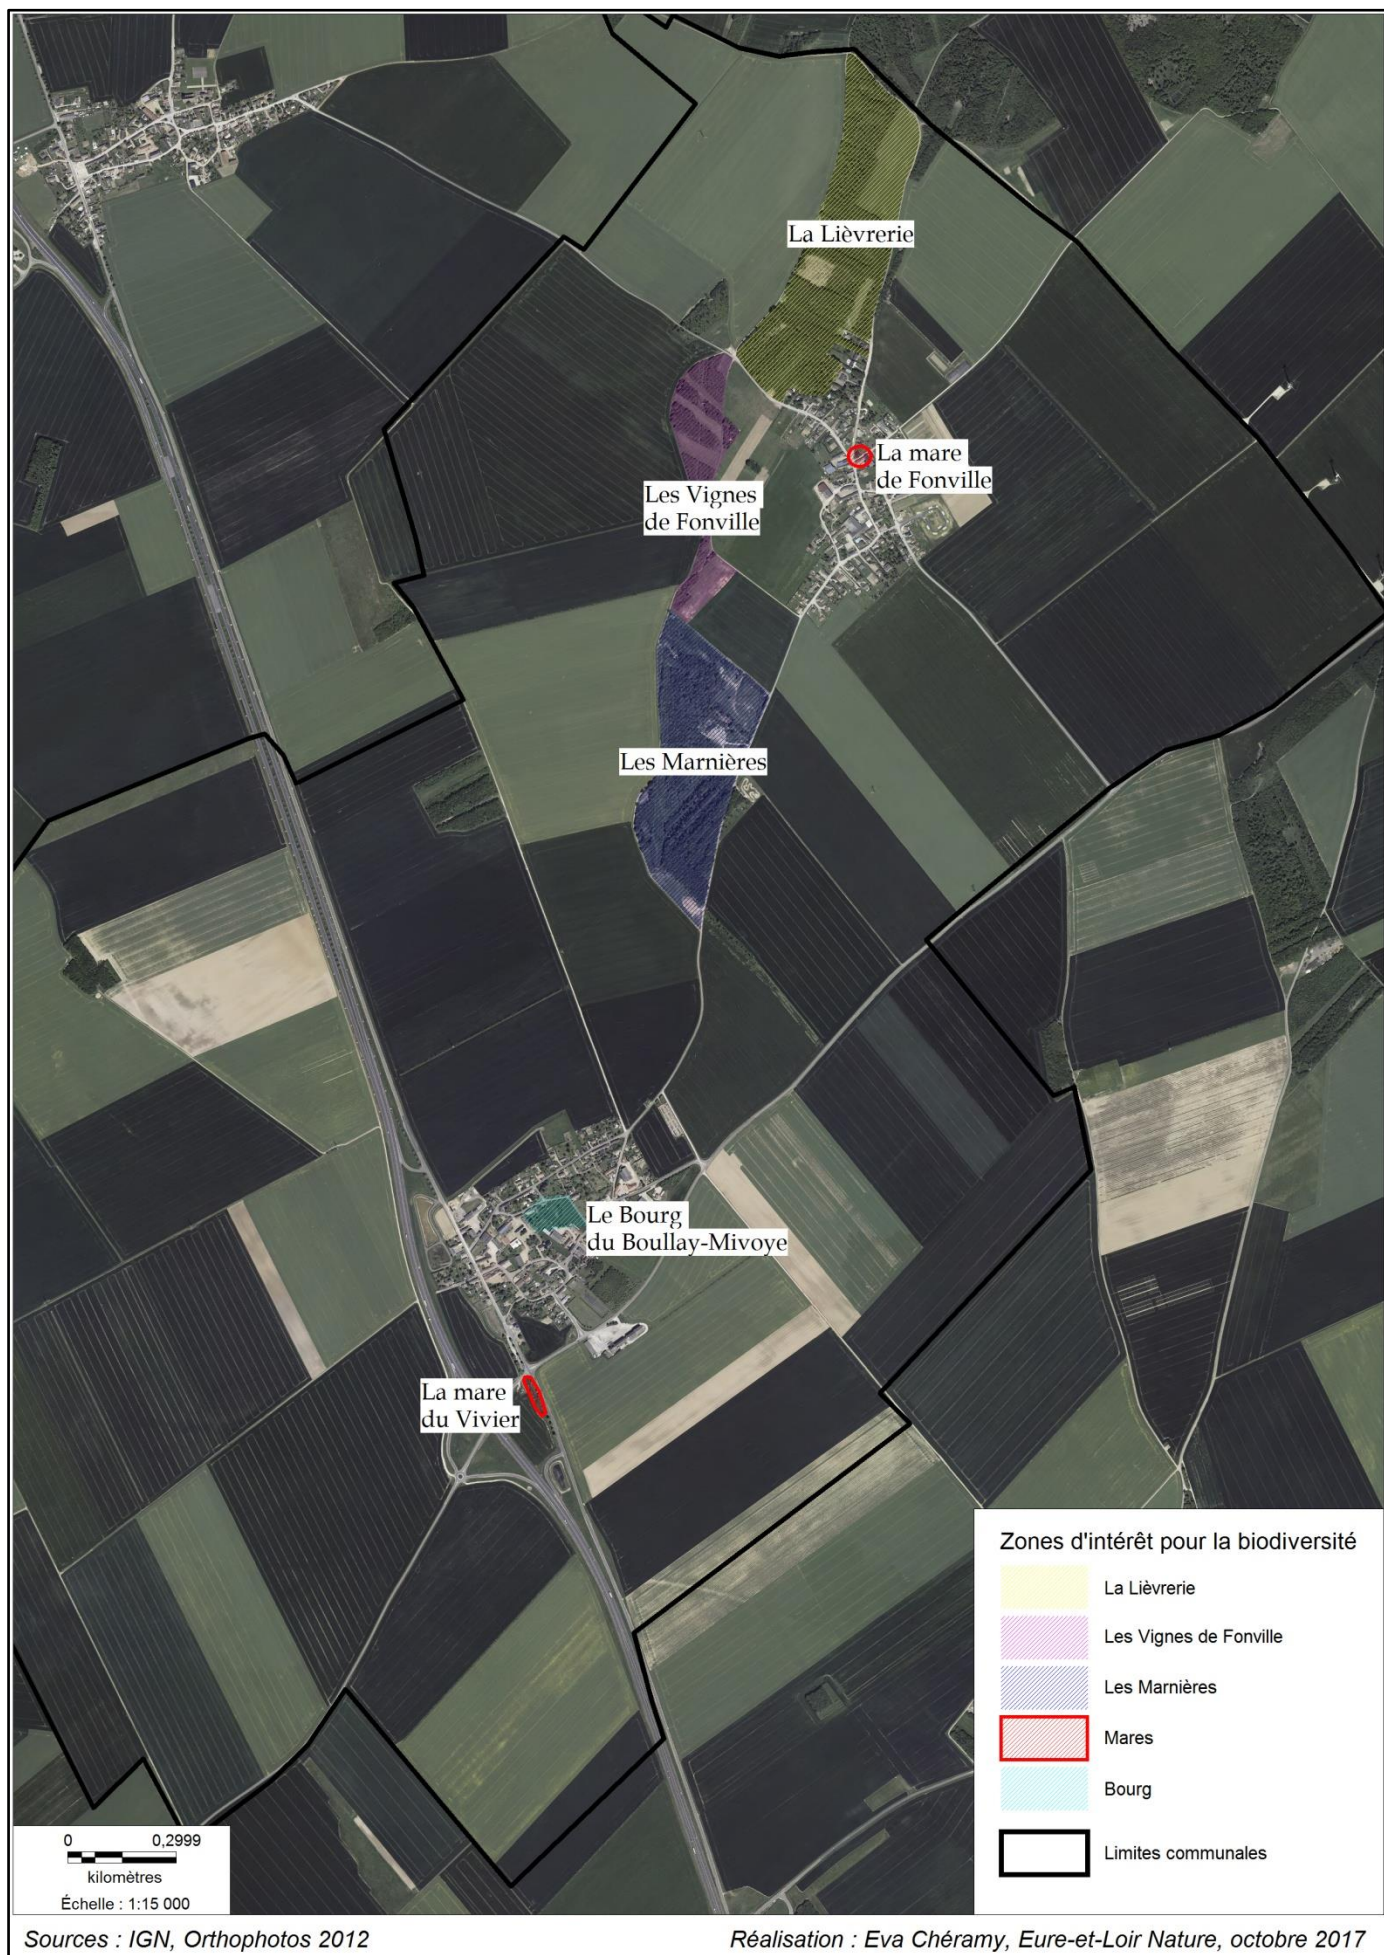 La Lièvrerie
La mare
de Fonville
Les Vignes
de Fonville
Les Marnières
Le Bourg
du Boullay-Mivoye
La mare
du Vivier
Zones d'intérêt pour la biodiversité
La Lièvrerie
Les Vignes de Fonville
Les Marnières
Mares
Bourg
Limites communales
0 0,2999
kilomètres
Échelle : 1:15 000
Sources : IGN, Orthophotos 2012
Réalisation : Eva Chéramy, Eure-et-Loir Nature, octobre 2017